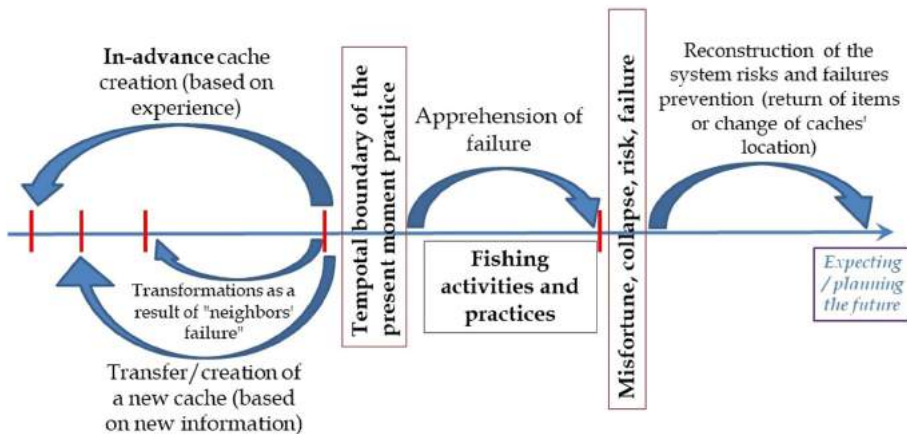 In-advance cache
creation (based on
experience)
Transformations as a
result of "neighbors'
failure"
Transfer/creation of
a new cache (based
on new information)
Tempotal boundary of the
present moment practice
Apprehension of
failure
Fishing
activities and
practices
Misfortune, collapse, risk, failure
Reconstruction of the
system risks and failures
prevention (return of items
or change of caches'
location)
Expecting
/planning
the future